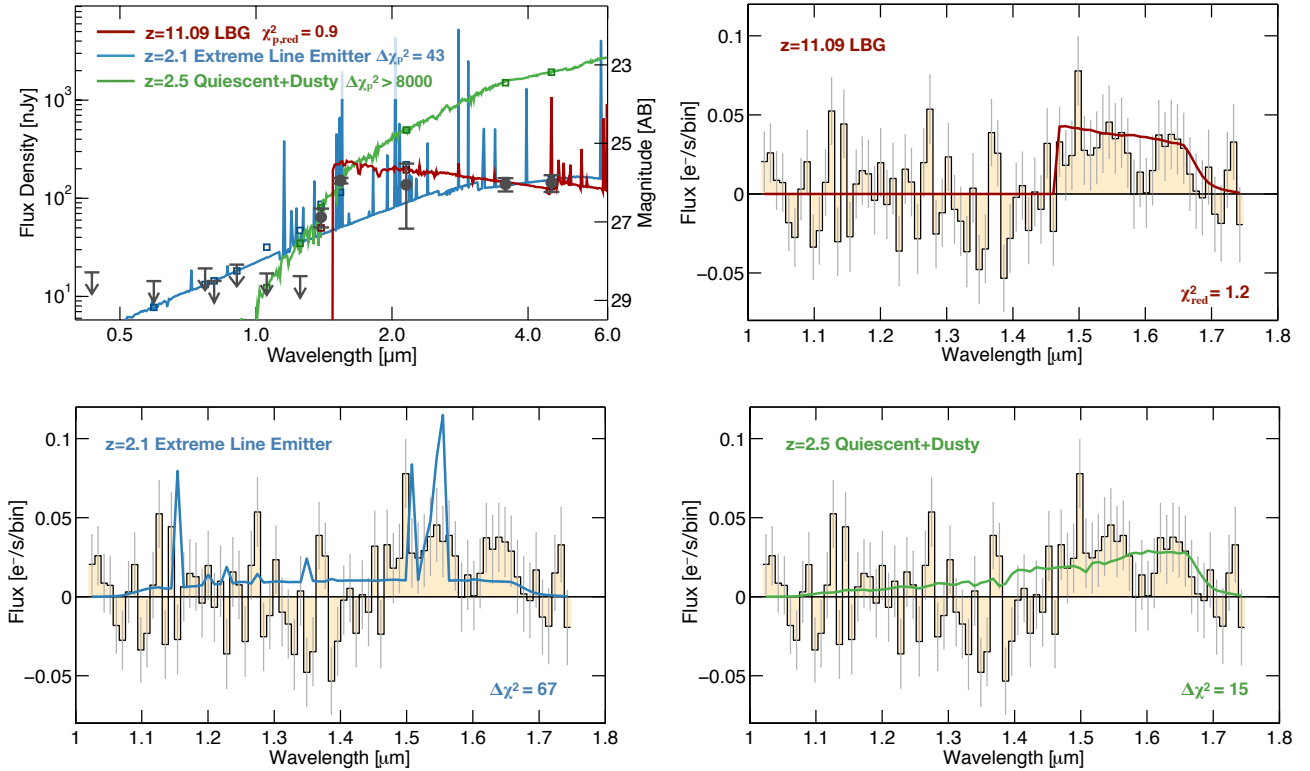 z=11.09 LBG χ²p,red = 0.9
z=2.1 Extreme Line Emitter Δχp² = 43
z=2.5 Quiescent+Dusty Δχp² > 8000
Flux Density [nJy]
10³
10²
10¹
0.5
1.0
2.0
4.0
6.0
Wavelength [µm]
23
25
27
29
Magnitude [AB]
z=11.09 LBG
χ²red = 1.2
Flux [e⁻/s/bin]
0.1
0.05
0
−0.05
1
1.1
1.2
1.3
1.4
1.5
1.6
1.7
1.8
Wavelength [µm]
z=2.1 Extreme Line Emitter
Δχ² = 67
Flux [e⁻/s/bin]
0.1
0.05
0
−0.05
1
1.1
1.2
1.3
1.4
1.5
1.6
1.7
1.8
Wavelength [µm]
z=2.5 Quiescent+Dusty
Δχ² = 15
Flux [e⁻/s/bin]
0.1
0.05
0
−0.05
1
1.1
1.2
1.3
1.4
1.5
1.6
1.7
1.8
Wavelength [µm]